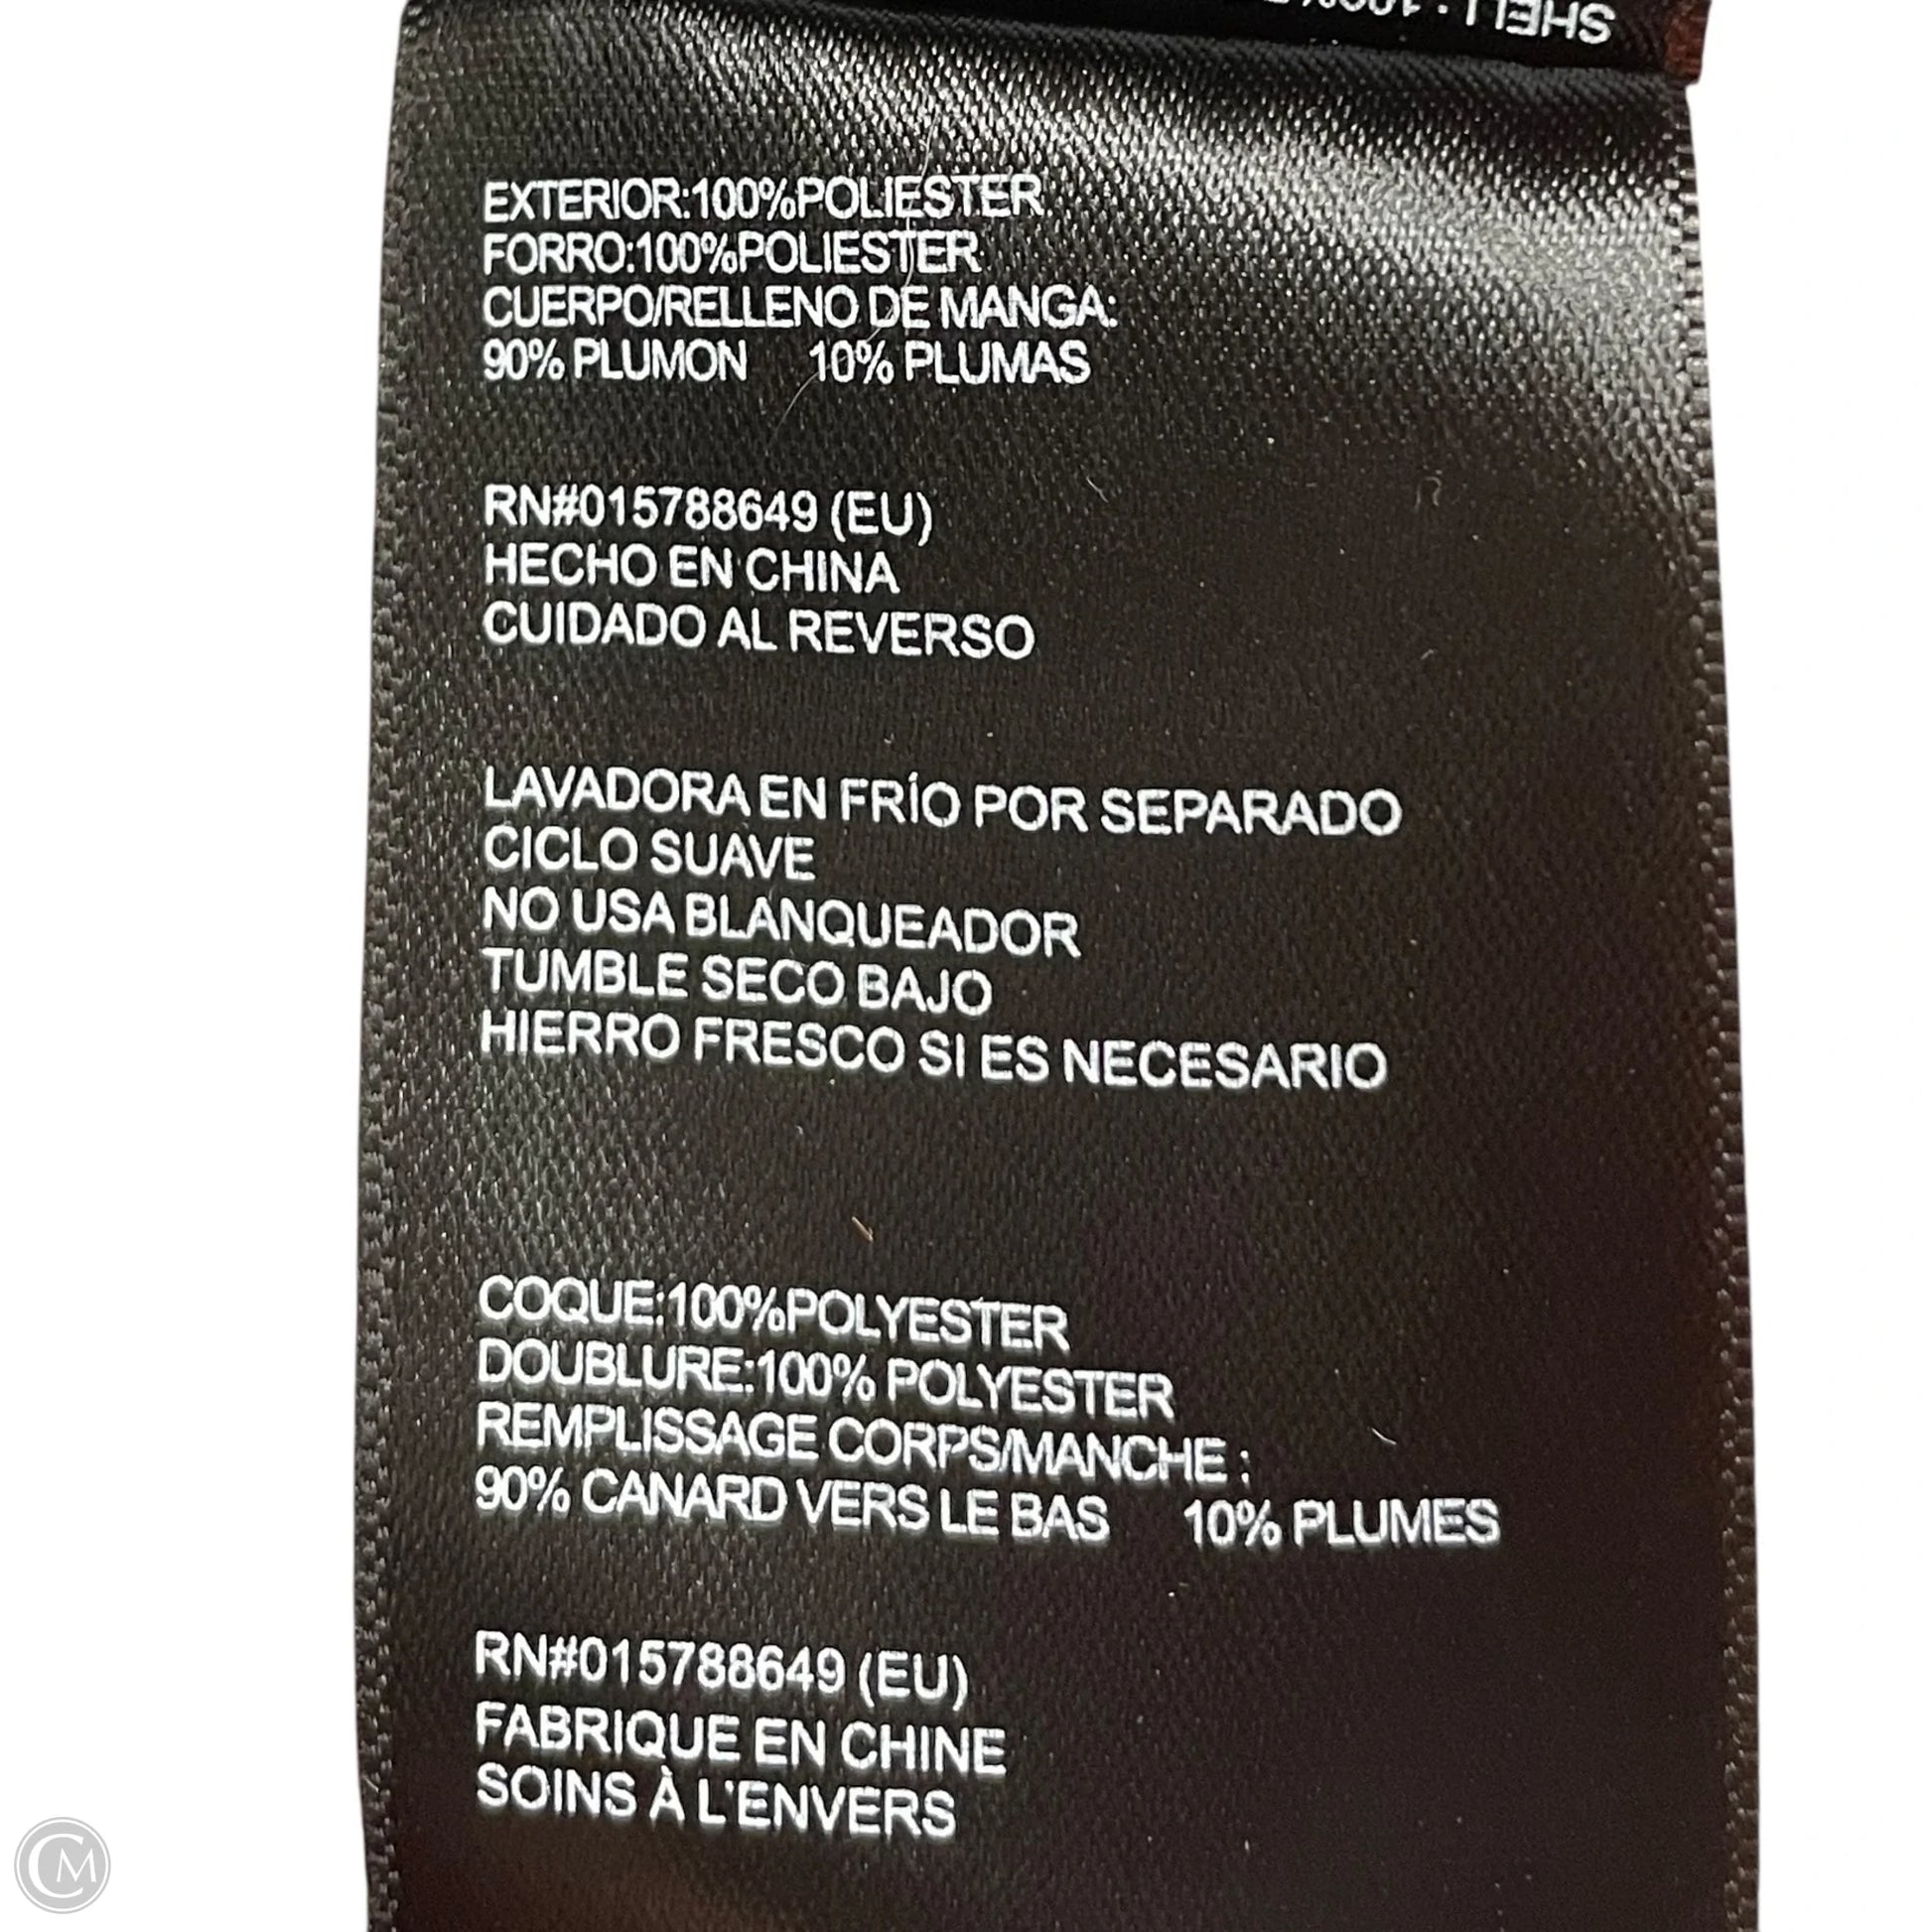 SHELL: 100%
EXTERIOR:100%POLIESTER
FORRO:100%POLIESTER
CUERPO/RELLENO DE MANGA:
90% PLUMON 10% PLUMAS
RN#015788649 (EU)
HECHO EN CHINA
CUIDADO AL REVERSO
LAVADORA EN FRÍO POR SEPARADO
CICLO SUAVE
NO USA BLANQUEADOR
TUMBLE SECO BAJO
HIERRO FRESCO SI ES NECESARIO
COQUE:100%POLYESTER
DOUBLURE:100% POLYESTER
REMPLISSAGE CORPS/MANCHE :
90% CANARD VERS LE BAS 10% PLUMES
RN#015788649 (EU)
FABRIQUE EN CHINE
SOINS À L'ENVERS
CM